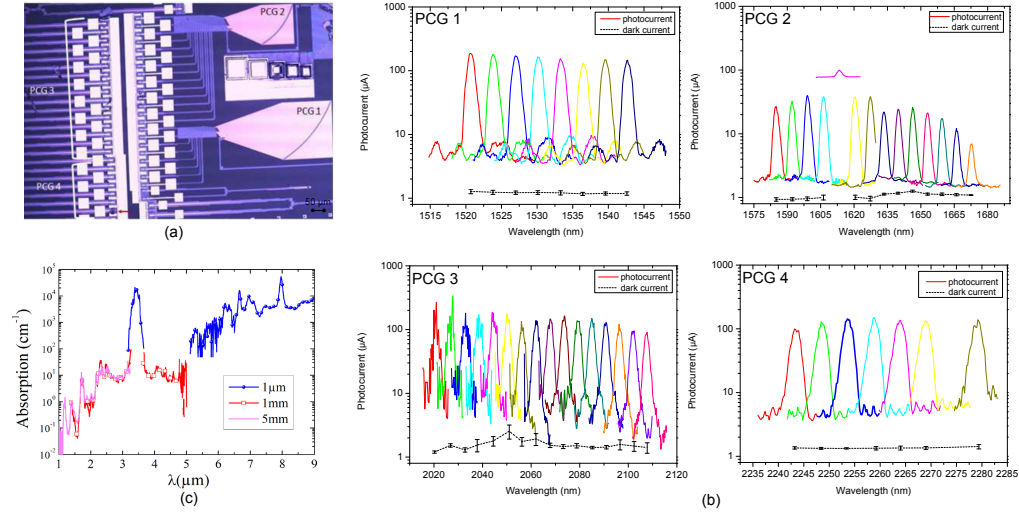 PCG 2
PCG 3
PCG 1
PCG 4
50 µm
(a)
PCG 1
photocurrent
dark current
1000
100
10
1
Photocurrent (µA)
1515 1520 1525 1530 1535 1540 1545 1550
Wavelength (nm)
PCG 2
photocurrent
dark current
1000
100
10
1
Photocurrent (µA)
1575 1590 1605 1620 1635 1650 1665 1680
Wavelength (nm)
10⁵
10⁴
10³
10²
10¹
10⁰
10⁻¹
10⁻²
Absorption (cm⁻¹)
1µm
1mm
5mm
1 2 3 4 5 6 7 8 9
λ(µm)
(c)
PCG 3
photocurrent
dark current
1000
100
10
1
Photocurrent (µA)
2020 2040 2060 2080 2100 2120
Wavelength (nm)
(b)
PCG 4
photocurrent
dark current
1000
100
10
1
Photocurrent (µA)
2235 2240 2245 2250 2255 2260 2265 2270 2275 2280 2285
Wavelength (nm)